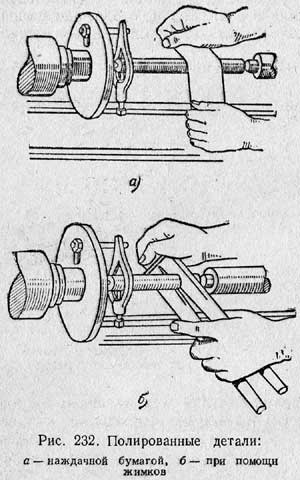 а)
б)
Рис. 232. Полированные детали:
а — наждачной бумагой, б — при помощи
жимков